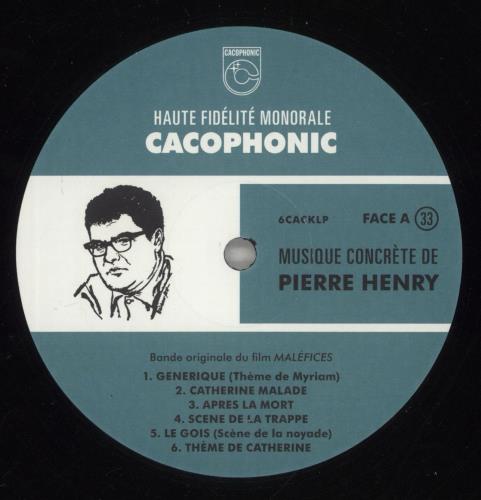 CACOPHONIC
HAUTE FIDÉLITÉ MONORALE
CACOPHONIC
6CACKLP FACE A 33
MUSIQUE CONCRÈTE DE
PIERRE HENRY
Bande originale du film MALÉFICES
1. GENERIQUE (Thème de Myriam)
2. CATHERINE MALADE
3. APRES LA MORT
4. SCENE DE LA TRAPPE
5. LE GOIS (Scène de la noyade)
6. THÈME DE CATHERINE